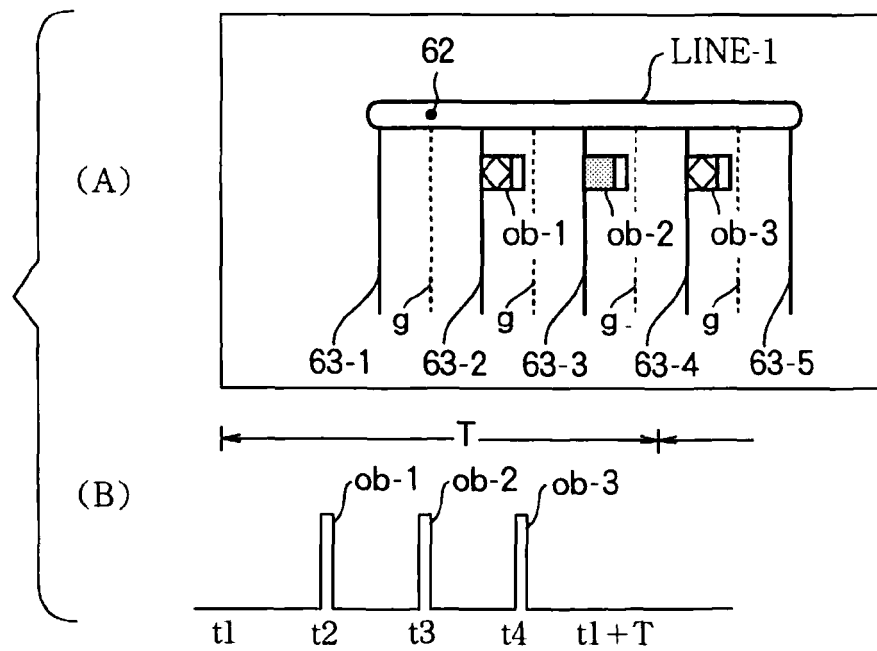 62
LINE-1
(A)
ob-1 ob-2 ob-3
g g g g
63-1 63-2 63-3 63-4 63-5
T
(B)
ob-1 ob-2 ob-3
t1 t2 t3 t4 t1+T